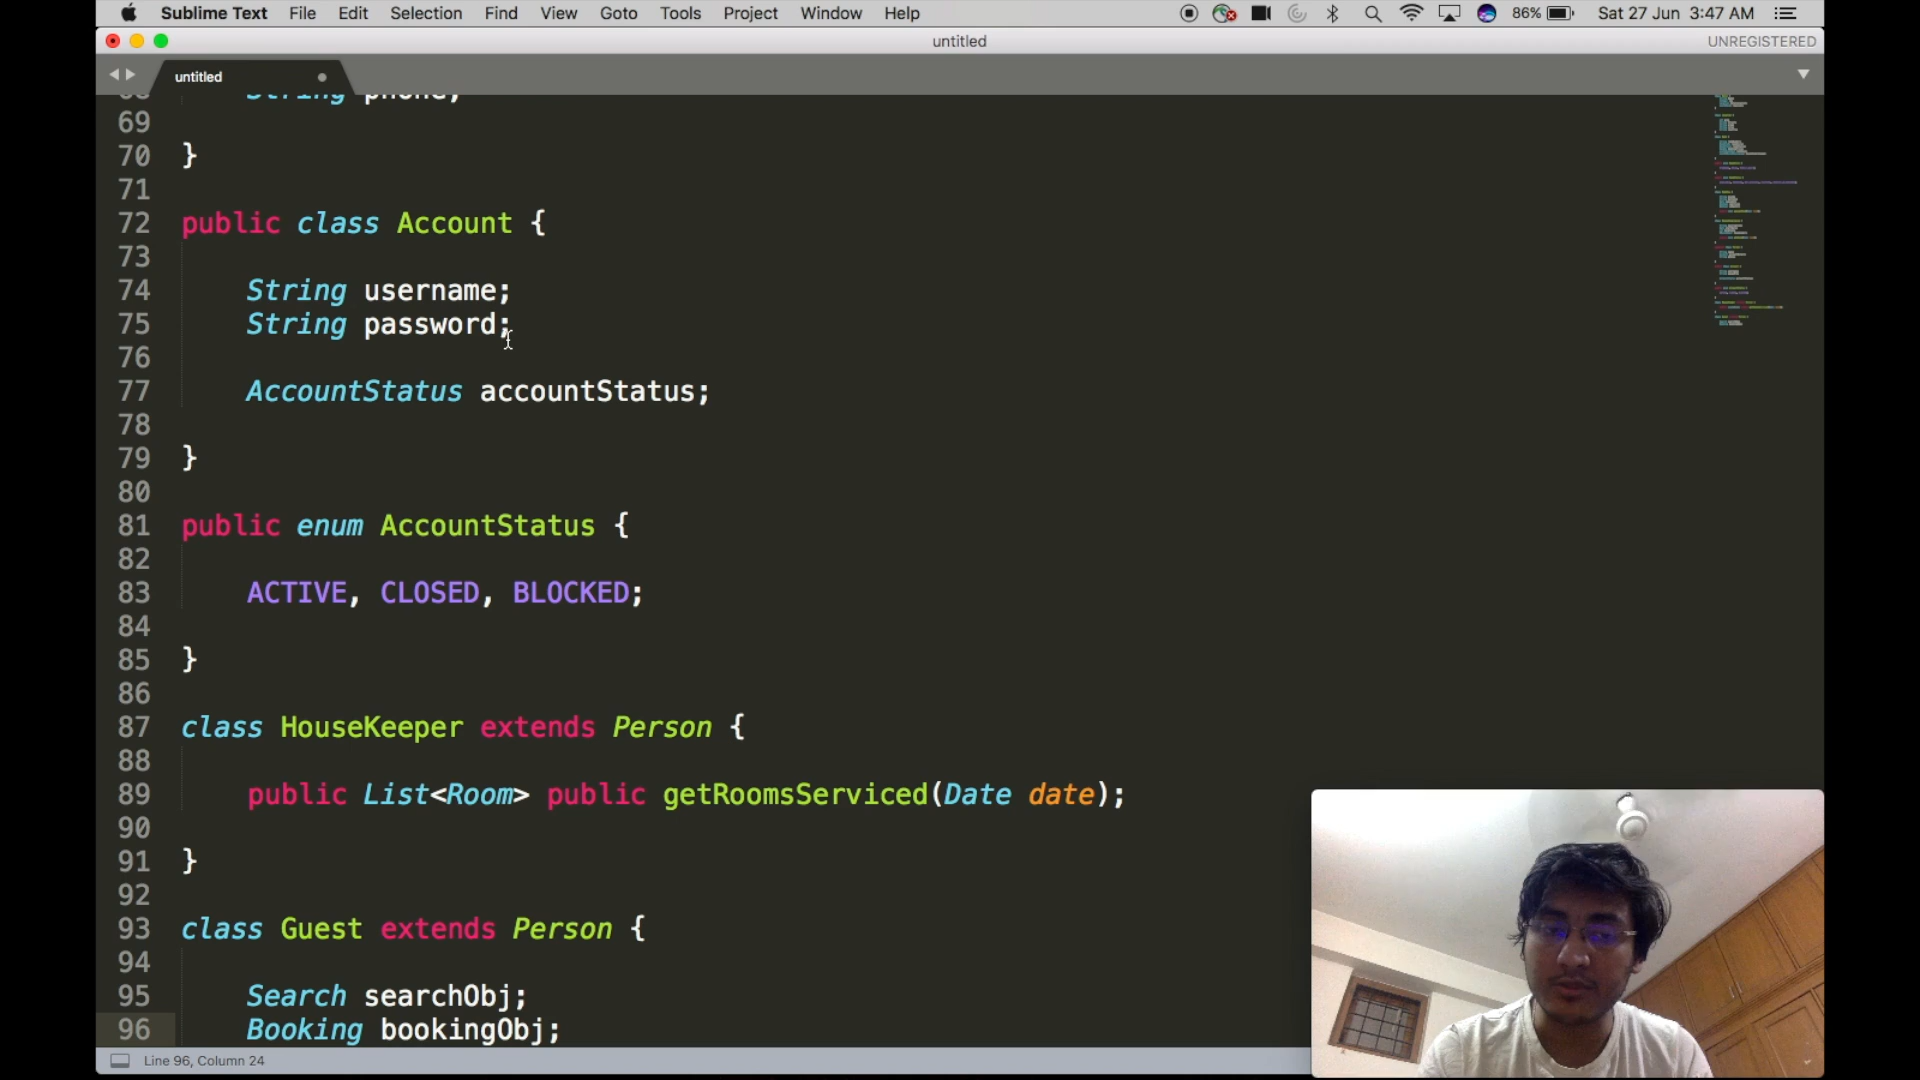 Sublime Text File Edit Selection Find View Goto Tools Project Window Help 86% Sat 27 Jun 3:47 AM
untitled UNREGISTERED
untitled
68 String phone;
69
70 }
71
72 public class Account {
73
74 String username;
75 String password;
76
77 AccountStatus accountStatus;
78
79 }
80
81 public enum AccountStatus {
82
83 ACTIVE, CLOSED, BLOCKED;
84
85 }
86
87 class HouseKeeper extends Person {
88
89 public List<Room> public getRoomsServiced(Date date);
90
91 }
92
93 class Guest extends Person {
94
95 Search searchObj;
96 Booking bookingObj;
Line 96, Column 24